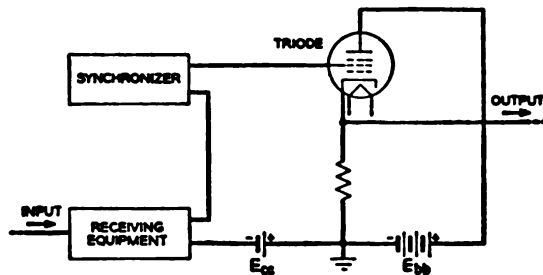 TRIODE
SYNCHRONIZER
OUTPUT
INPUT
RECEIVING
EQUIPMENT
- +
- +
Ecc
Ebb